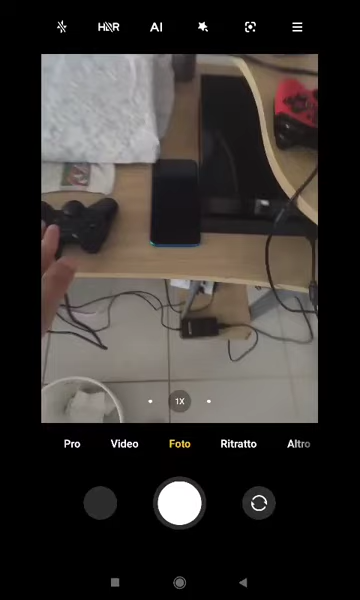 HDR
AI
1X
Pro
Video
Foto
Ritratto
Altro